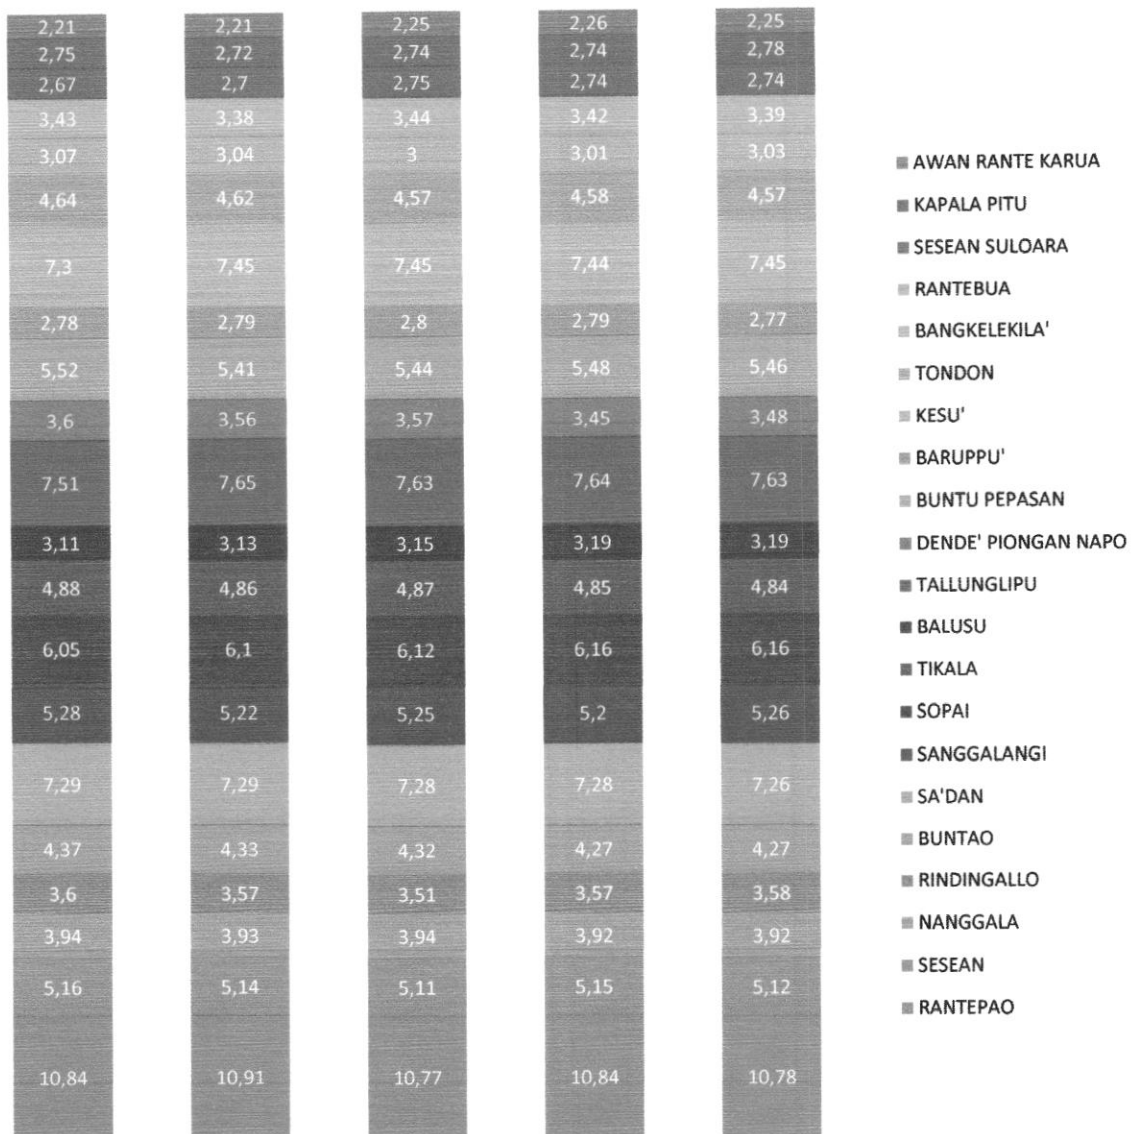 2,21 2,21 2,25 2,26 2,25
2,75 2,72 2,74 2,74 2,78
2,67 2,7 2,75 2,74 2,74
3,43 3,38 3,44 3,42 3,39
3,07 3,04 3 3,01 3,03
4,64 4,62 4,57 4,58 4,57
7,3 7,45 7,45 7,44 7,45
2,78 2,79 2,8 2,79 2,77
5,52 5,41 5,44 5,48 5,46
3,6 3,56 3,57 3,45 3,48
7,51 7,65 7,63 7,64 7,63
3,11 3,13 3,15 3,19 3,19
4,88 4,86 4,87 4,85 4,84
6,05 6,1 6,12 6,16 6,16
5,28 5,22 5,25 5,2 5,26
7,29 7,29 7,28 7,28 7,26
4,37 4,33 4,32 4,27 4,27
3,6 3,57 3,51 3,57 3,58
3,94 3,93 3,94 3,92 3,92
5,16 5,14 5,11 5,15 5,12
10,84 10,91 10,77 10,84 10,78
AWAN RANTE KARUA
KAPALA PITU
SESEAN SULOARA
RANTEBUA
BANGKELEKILA'
TONDON
KESU'
BARUPPU'
BUNTU PEPASAN
DENDE' PIONGAN NAPO
TALLUNGLIPU
BALUSU
TIKALA
SOPAI
SANGGALANGI
SA'DAN
BUNTAO
RINDINGALLO
NANGGALA
SESEAN
RANTEPAO